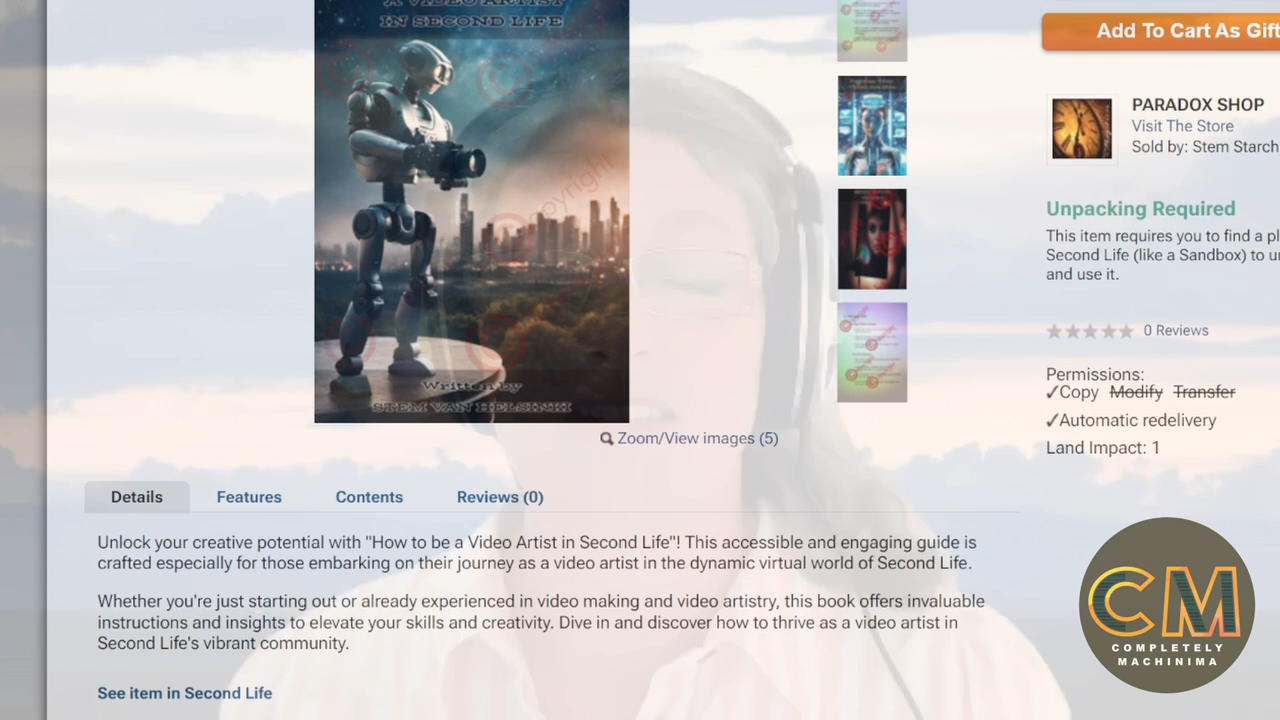 A VIDEO ARTIST
IN SECOND LIFE
Written by
STEM VAN HELSINKI
Copyright
Zoom/View images (5)
Add To Cart As Gift
PARADOX SHOP
Visit The Store
Sold by: Stem Starch
Unpacking Required
This item requires you to find a pl
Second Life (like a Sandbox) to u
and use it.
0 Reviews
Permissions:
✓Copy Modify Transfer
✓Automatic redelivery
Land Impact: 1
Details
Features
Contents
Reviews (0)
Unlock your creative potential with "How to be a Video Artist in Second Life"! This accessible and engaging guide is
crafted especially for those embarking on their journey as a video artist in the dynamic virtual world of Second Life.
Whether you're just starting out or already experienced in video making and video artistry, this book offers invaluable
instructions and insights to elevate your skills and creativity. Dive in and discover how to thrive as a video artist in
Second Life's vibrant community.
See item in Second Life
CM
COMPLETELY
MACHINIMA